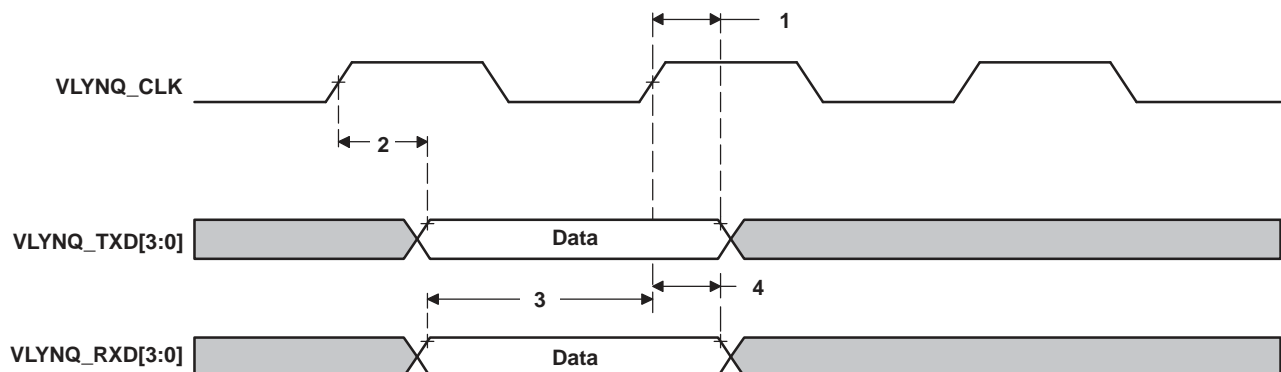 1
VLYNQ_CLK
2
VLYNQ_TXD[3:0]
Data
3
4
VLYNQ_RXD[3:0]
Data